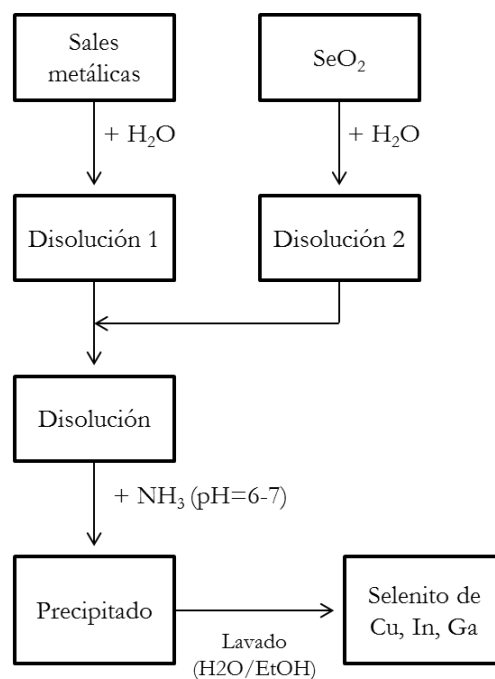 Sales
metálicas
SeO₂
+ H₂O
+ H₂O
Disolución 1
Disolución 2
Disolución
+ NH₃ (pH=6-7)
Precipitado
Selenito de
Cu, In, Ga
Lavado
(H2O/EtOH)